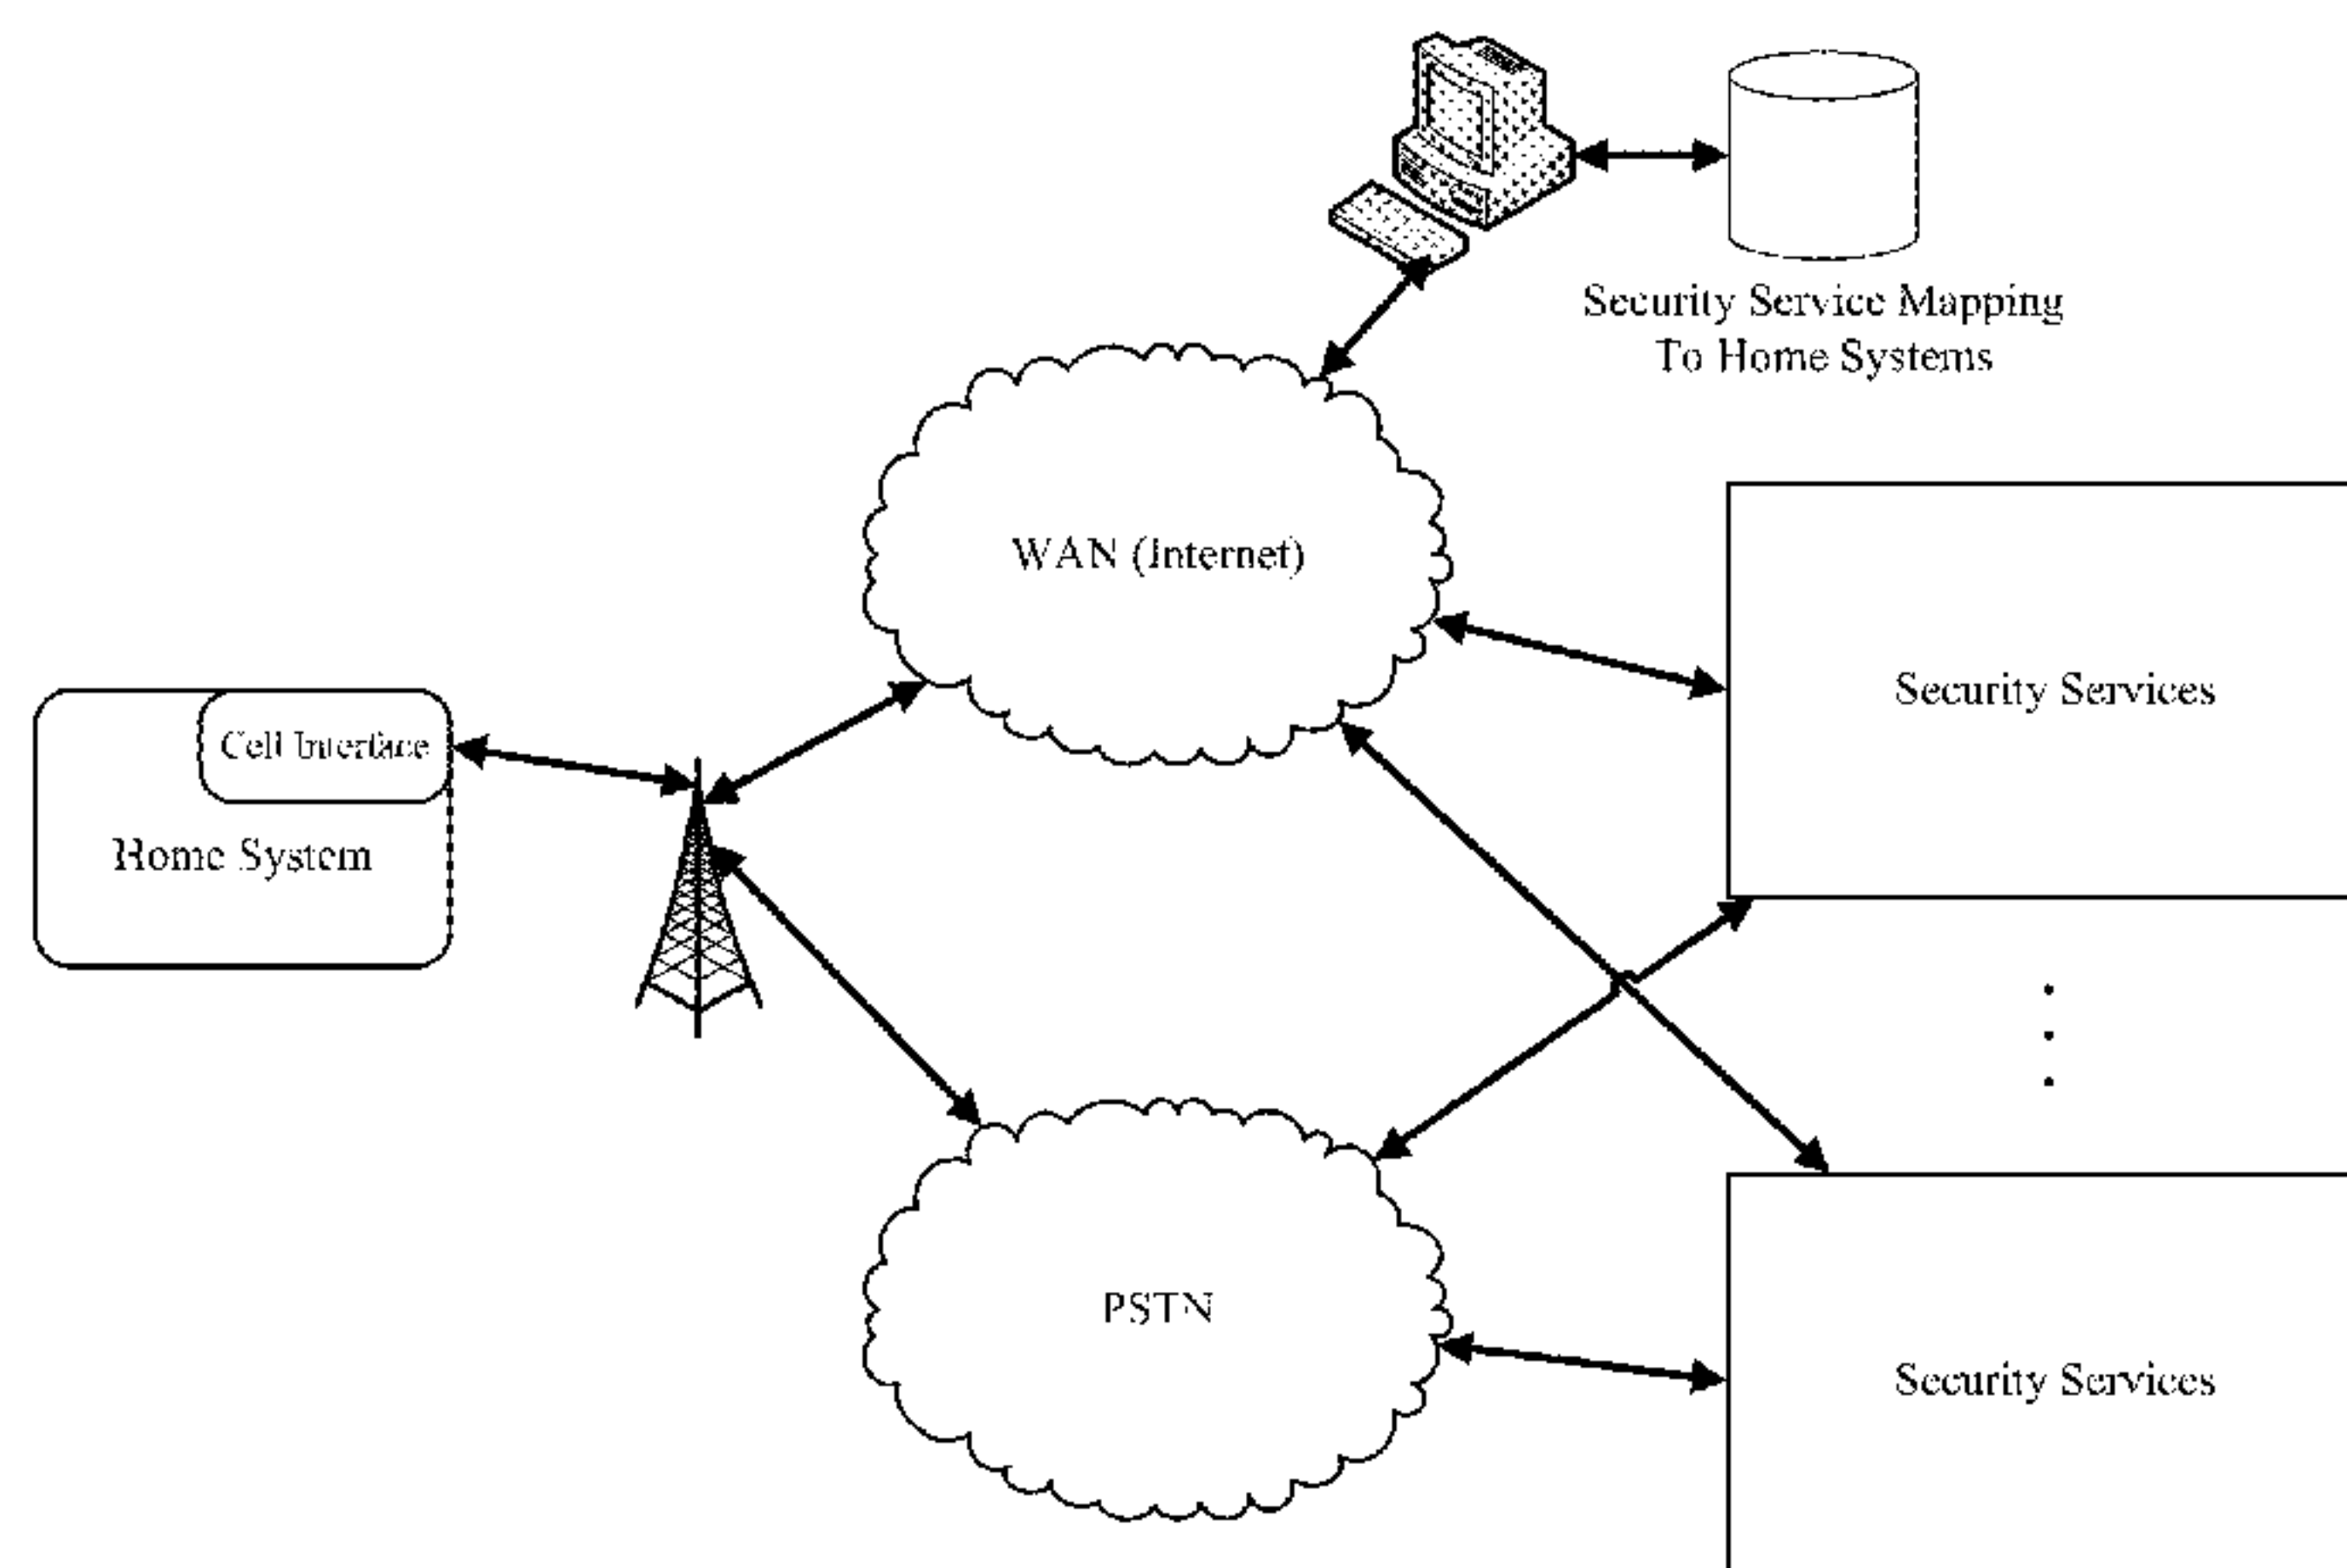 Security Service Mapping
To Home Systems
WAN (Internet)
Security Services
Cell Interface
Home System
PSTN
Security Services